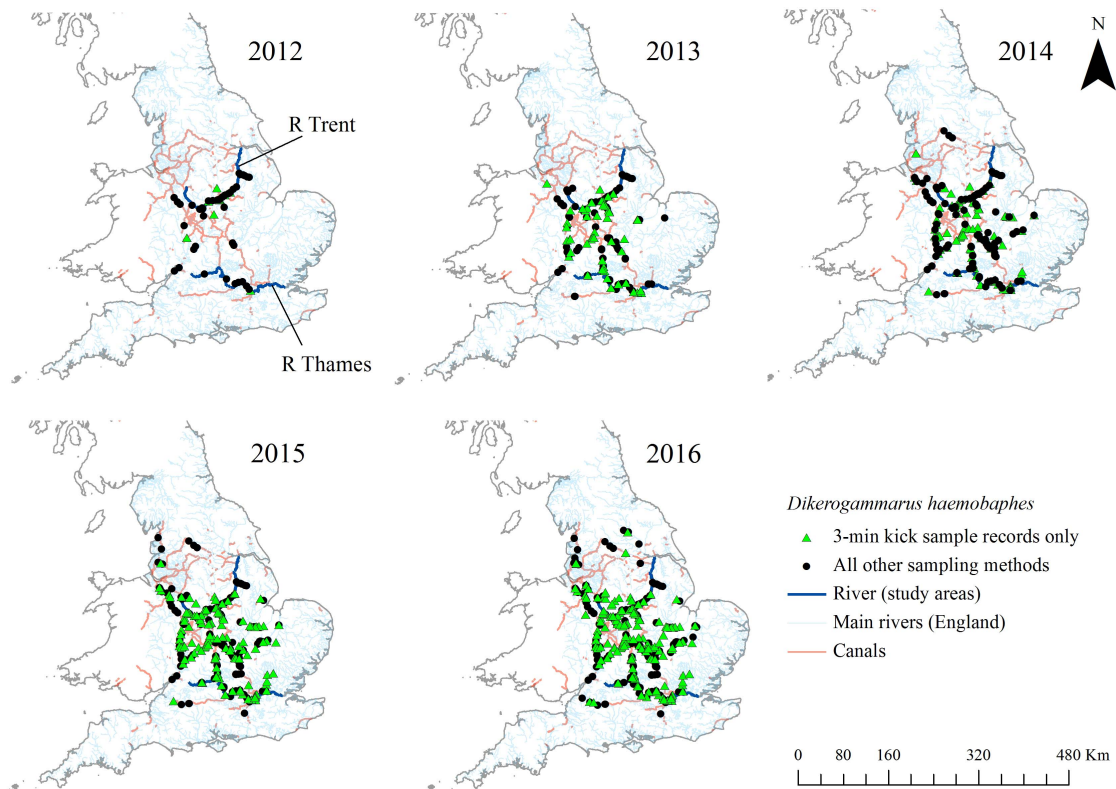 2012
2013
2014
N
R Trent
R Thames
2015
2016
Dikerogammarus haemobaphes
3-min kick sample records only
All other sampling methods
River (study areas)
Main rivers (England)
Canals
0 80 160 320 480 Km